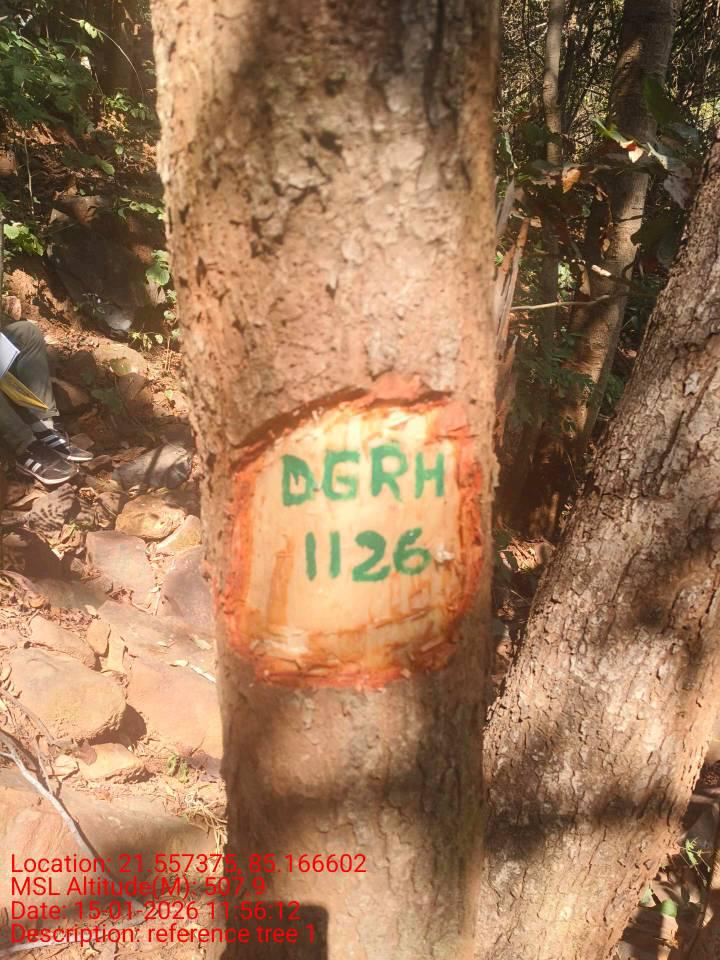 DGRH
1126
Location: 21.557375, 85.166602
MSL Altitude(M): 507.9
Date: 15-01-2026 11:56:12
Description: reference tree 1